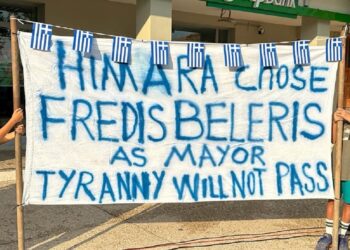 HIMARA CHOSE
FREDIS BELERIS
AS MAYOR
TYRANNY WILL NOT PASS